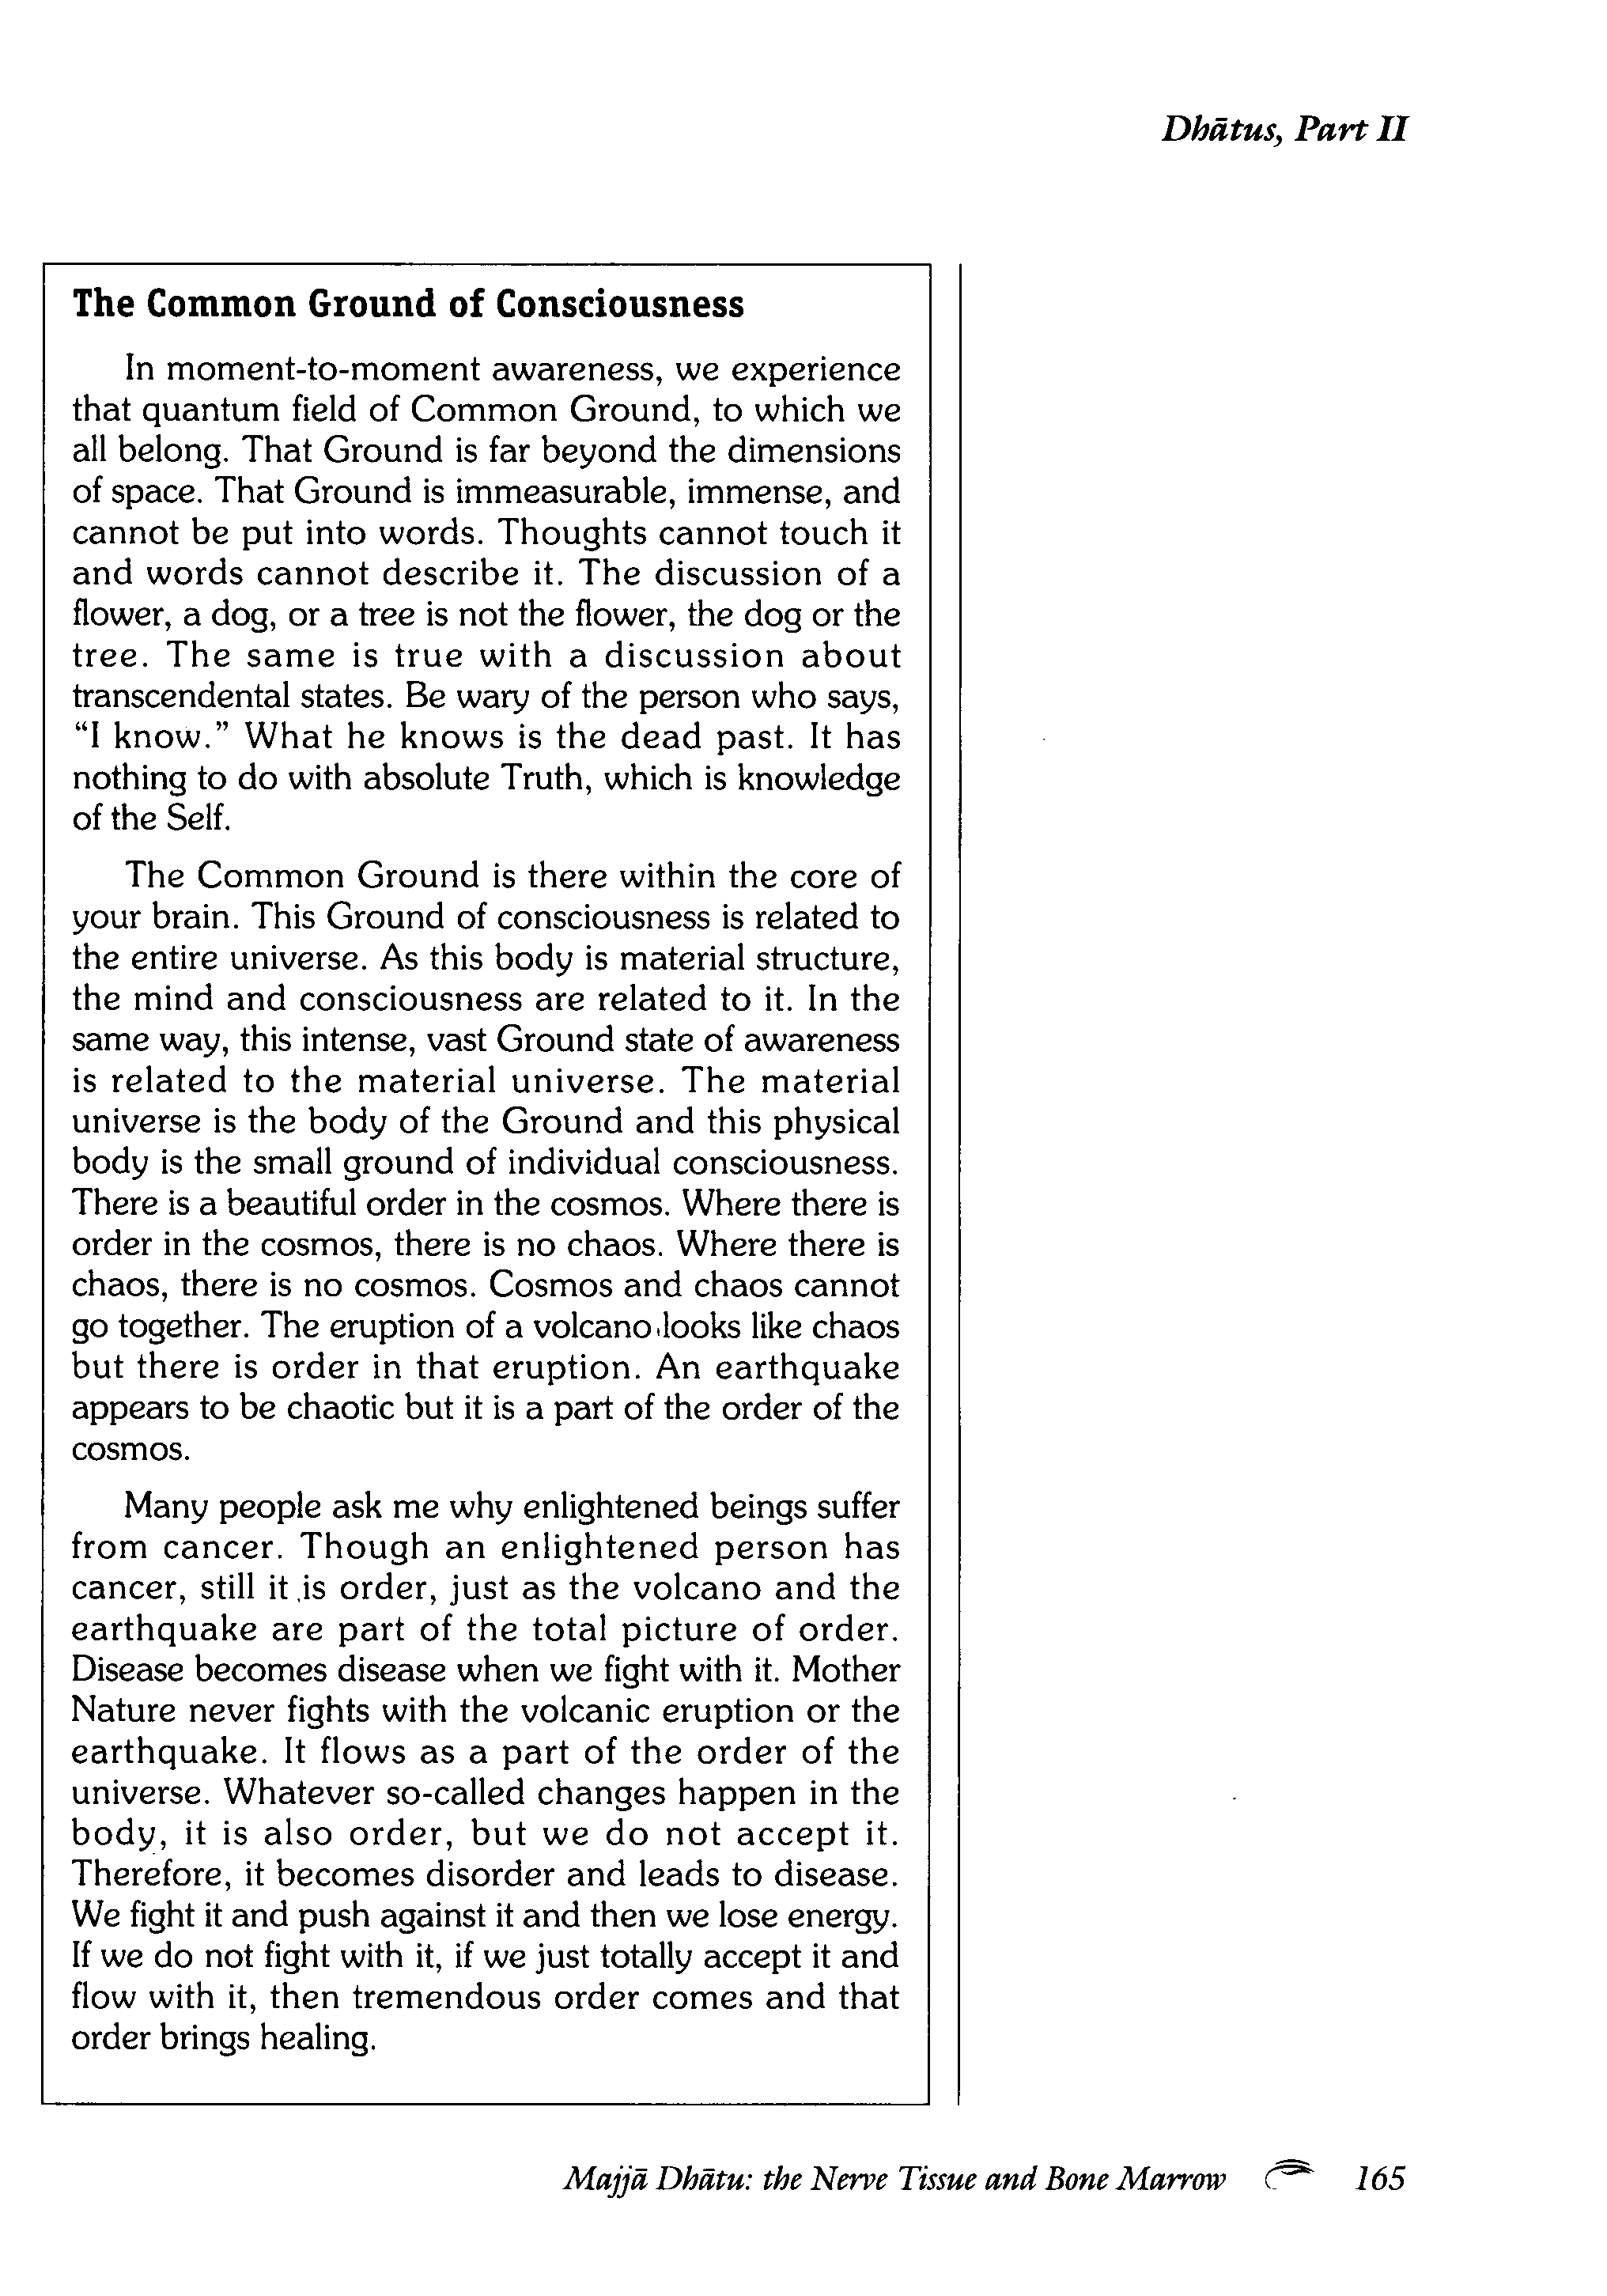 Dhātus, Part II
The Common Ground of Consciousness
In moment-to-moment awareness, we experience
that quantum field of Common Ground, to which we
all belong. That Ground is far beyond the dimensions
of space. That Ground is immeasurable, immense, and
cannot be put into words. Thoughts cannot touch it
and words cannot describe it. The discussion of a
flower, a dog, or a tree is not the flower, the dog or the
tree. The same is true with a discussion about
transcendental states. Be wary of the person who says,
“I know.” What he knows is the dead past. It has
nothing to do with absolute Truth, which is knowledge
of the Self.
The Common Ground is there within the core of
your brain. This Ground of consciousness is related to
the entire universe. As this body is material structure,
the mind and consciousness are related to it. In the
same way, this intense, vast Ground state of awareness
is related to the material universe. The material
universe is the body of the Ground and this physical
body is the small ground of individual consciousness.
There is a beautiful order in the cosmos. Where there is
order in the cosmos, there is no chaos. Where there is
chaos, there is no cosmos. Cosmos and chaos cannot
go together. The eruption of a volcano looks like chaos
but there is order in that eruption. An earthquake
appears to be chaotic but it is a part of the order of the
cosmos.
Many people ask me why enlightened beings suffer
from cancer. Though an enlightened person has
cancer, still it is order, just as the volcano and the
earthquake are part of the total picture of order.
Disease becomes disease when we fight with it. Mother
Nature never fights with the volcanic eruption or the
earthquake. It flows as a part of the order of the
universe. Whatever so-called changes happen in the
body, it is also order, but we do not accept it.
Therefore, it becomes disorder and leads to disease.
We fight it and push against it and then we lose energy.
If we do not fight with it, if we just totally accept it and
flow with it, then tremendous order comes and that
order brings healing.
Majjā Dhātu: the Nerve Tissue and Bone Marrow 165